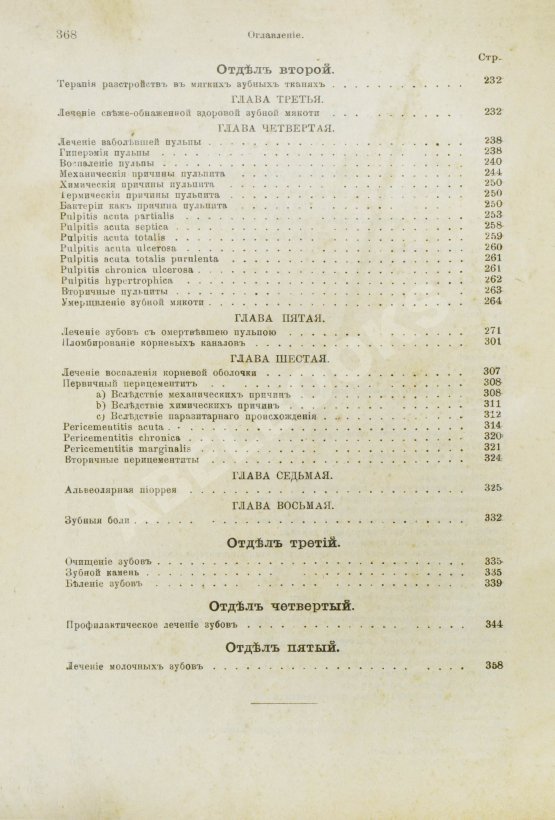 368
Оглавленіе.
Стр.
Отдѣлъ второй.
Терапія разстройствъ въ мягкихъ зубныхъ тканяхъ . . . . . . . . . . 232
ГЛАВА ТРЕТЬЯ.
Леченіе свѣже-обнаженной здоровой зубной мякоти . . . . . . . . . . 232
ГЛАВА ЧЕТВЕРТАЯ.
Леченіе заболѣвшей пульпы . . . . . . . . . . 238
Гиперэмія пульпы . . . . . . . . . . 238
Воспаленіе пульпы . . . . . . . . . . 240
Механическія причины пульпита . . . . . . . . . . 244
Химическія причины пульпита . . . . . . . . . . 250
Термическія причины пульпита . . . . . . . . . . 250
Бактеріи какъ причина пульпита . . . . . . . . . . 250
Pulpitis acuta partialis . . . . . . . . . . 253
Pulpitis acuta septica . . . . . . . . . . 258
Pulpitis acuta totalis . . . . . . . . . . 259
Pulpitis acuta ulcerosa . . . . . . . . . . 260
Pulpitis acuta totalis purulenta . . . . . . . . . . 261
Pulpitis chronica ulcerosa . . . . . . . . . . 261
Pulpitis hypertrophica . . . . . . . . . . 262
Вторичные пульпиты . . . . . . . . . . 263
Умерщвленіе зубной мякоти . . . . . . . . . . 264
ГЛАВА ПЯТАЯ.
Леченіе зубовъ съ омертвѣвшею пульпою . . . . . . . . . . 271
Пломбированіе корневыхъ каналовъ . . . . . . . . . . 301
ГЛАВА ШЕСТАЯ.
Леченіе воспаленія корневой оболочки . . . . . . . . . . 307
Первичный перицементитъ . . . . . . . . . . 308
a) Вслѣдствіе механическихъ причинъ . . . . . . . . . . 308
b) Вслѣдствіе химическихъ причинъ . . . . . . . . . . 311
c) Вслѣдствіе паразитарнаго происхожденія . . . . . . . . . . 312
Pericementitis acuta . . . . . . . . . . 314
Pericementitis chronica . . . . . . . . . . 320
Pericementitis marginalis . . . . . . . . . . 321
Вторичные перицементиты . . . . . . . . . . 324
ГЛАВА СЕДЬМАЯ.
Альвеолярная піоррея . . . . . . . . . . 325
ГЛАВА ВОСЬМАЯ.
Зубныя боли . . . . . . . . . . 332
Отдѣлъ третій.
Очищеніе зубовъ . . . . . . . . . . 335
Зубной камень . . . . . . . . . . 335
Бѣленіе зубовъ . . . . . . . . . . 339
Отдѣлъ четвертый.
Профилактическое леченіе зубовъ . . . . . . . . . . 344
Отдѣлъ пятый.
Леченіе молочныхъ зубовъ . . . . . . . . . . 358